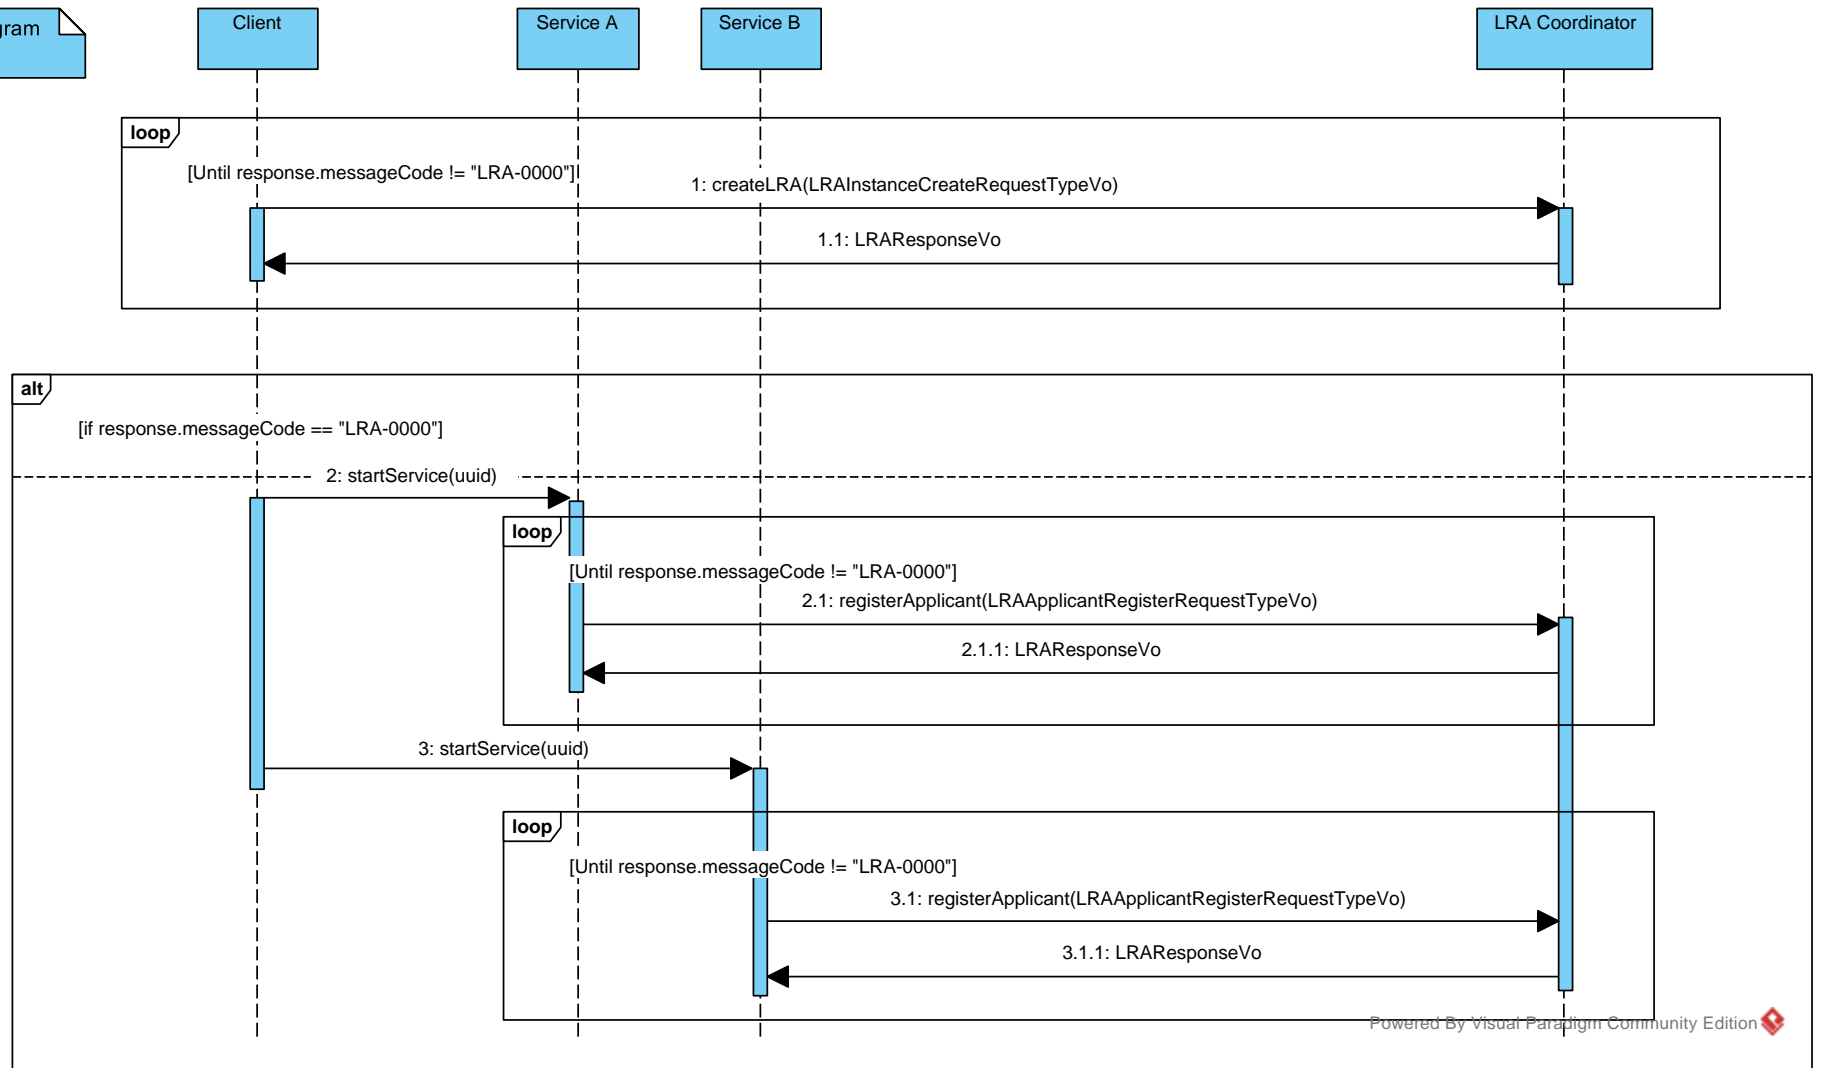 gram
Client
Service A
Service B
LRA Coordinator
loop
[Until response.messageCode != "LRA-0000"]
1: createLRA(LRAInstanceCreateRequestTypeVo)
1.1: LRAResponseVo
alt
[if response.messageCode == "LRA-0000"]
2: startService(uuid)
loop
[Until response.messageCode != "LRA-0000"]
2.1: registerApplicant(LRAApplicantRegisterRequestTypeVo)
2.1.1: LRAResponseVo
3: startService(uuid)
loop
[Until response.messageCode != "LRA-0000"]
3.1: registerApplicant(LRAApplicantRegisterRequestTypeVo)
3.1.1: LRAResponseVo
Powered By Visual Paradigm Community Edition